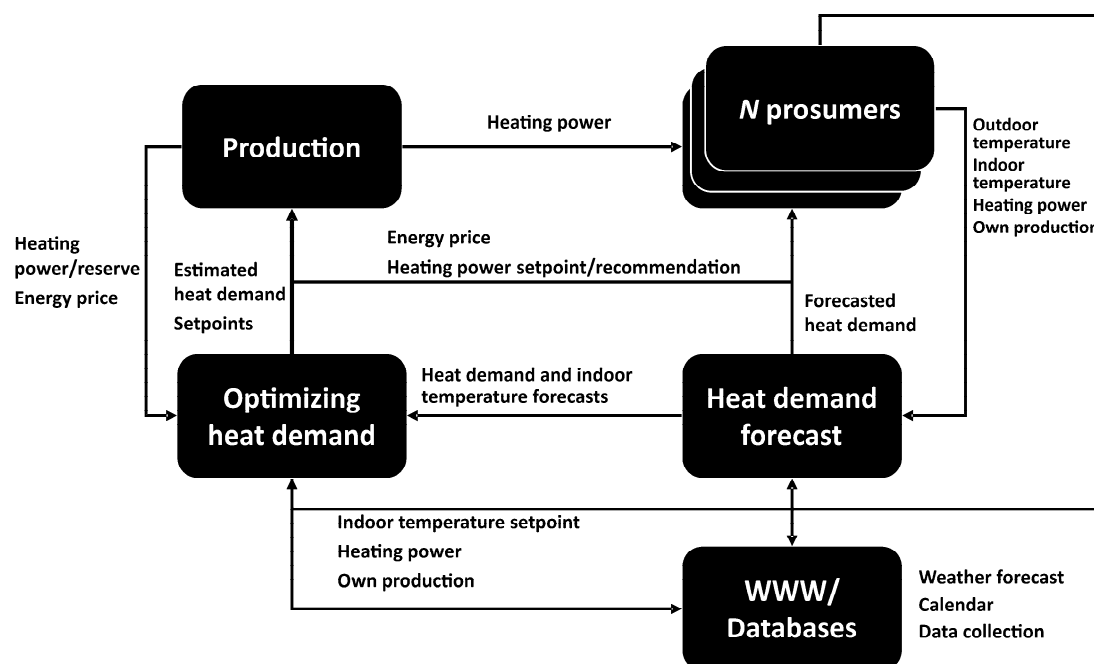 Production
Heating power
N prosumers
Outdoor
temperature
Indoor
temperature
Heating power
Own production
Heating
power/reserve
Energy price
Estimated
heat demand
Setpoints
Energy price
Heating power setpoint/recommendation
Forecasted
heat demand
Optimizing
heat demand
Heat demand and indoor
temperature forecasts
Heat demand
forecast
Indoor temperature setpoint
Heating power
Own production
WWW/
Databases
Weather forecast
Calendar
Data collection